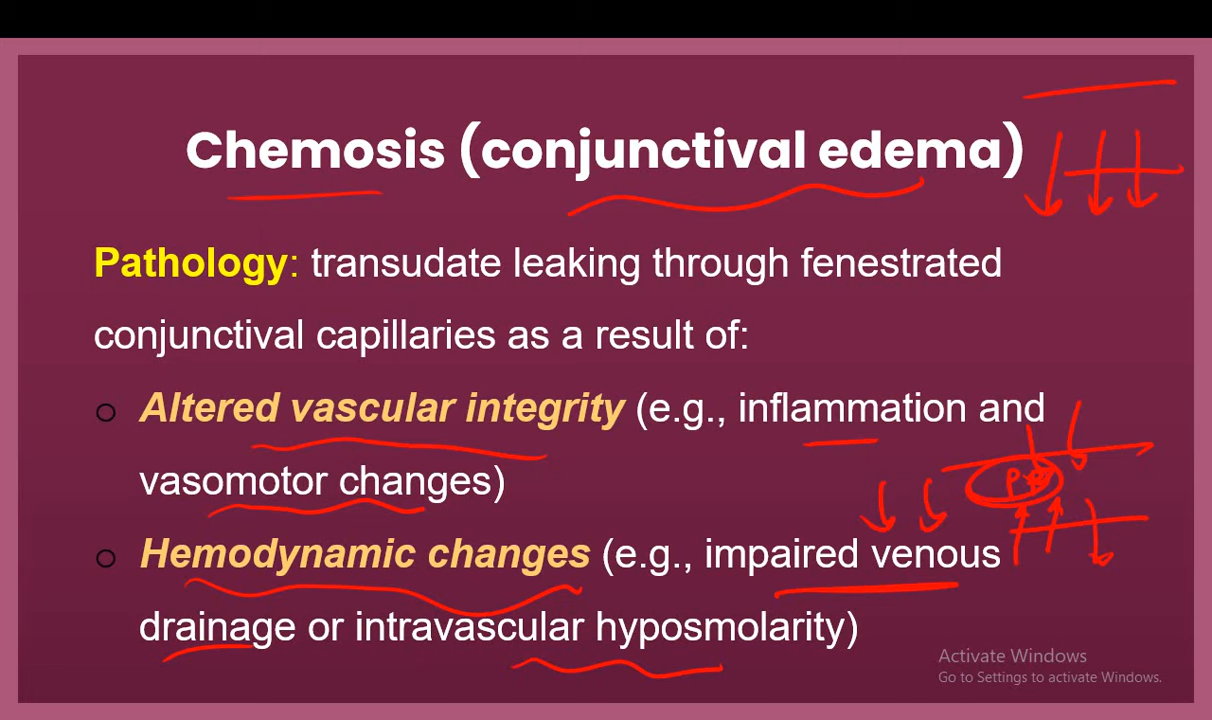 Chemosis (conjunctival edema)
Pathology: transudate leaking through fenestrated
conjunctival capillaries as a result of:
Altered vascular integrity (e.g., inflammation and
vasomotor changes)
Hemodynamic changes (e.g., impaired venous
drainage or intravascular hyposmolarity)
Activate Windows
Go to Settings to activate Windows.